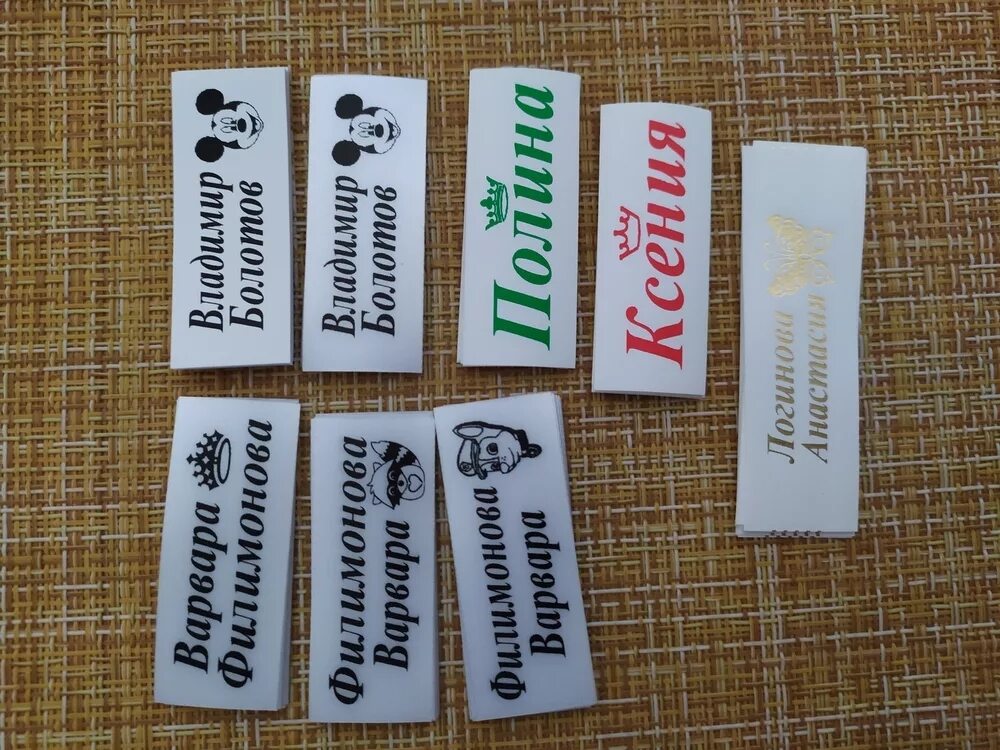 Владимир
Болотов
Владимир
Болотов
Полина
Ксения
Логинова
Анастасия
Варвара
Филимонова
Филимонова
Варвара
Филимонова
Варвара